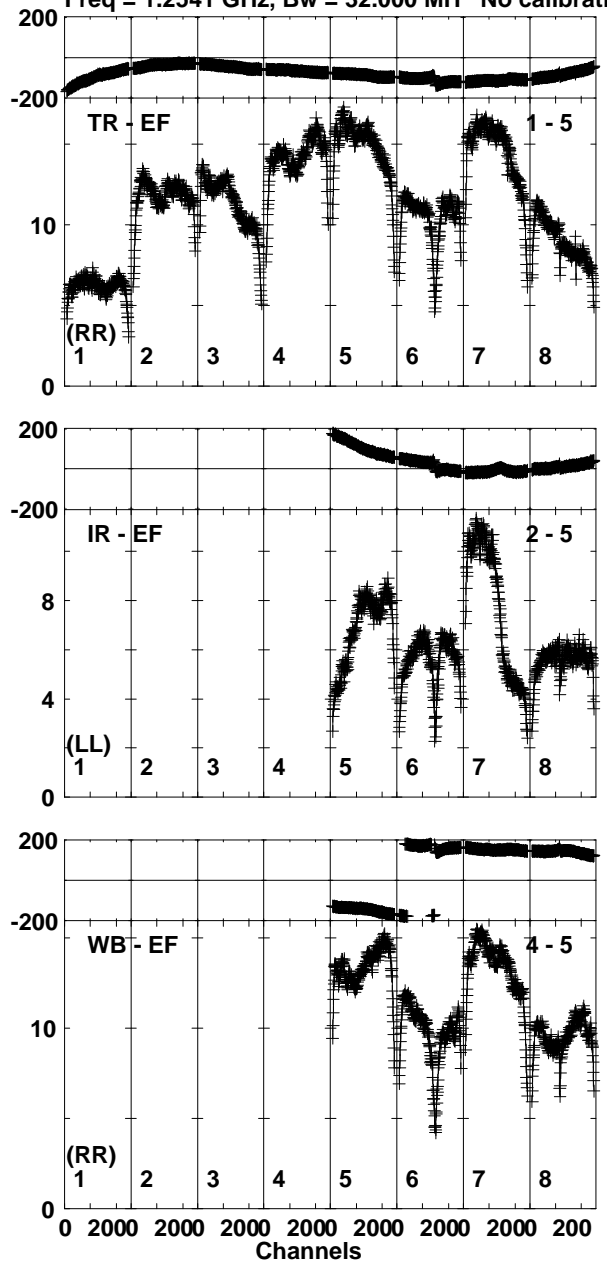 Freq = 1.2541 GHz, Bw = 32.000 MH No calibrati
200
-200
TR - EF 1 - 5
10
(RR)
1 2 3 4 5 6 7 8
0
200
-200
IR - EF 2 - 5
8
4
(LL)
1 2 3 4 5 6 7 8
0
200
-200
WB - EF 4 - 5
10
(RR)
1 2 3 4 5 6 7 8
0
0 2000 2000 2000 2000 2000 2000 2000 200
Channels